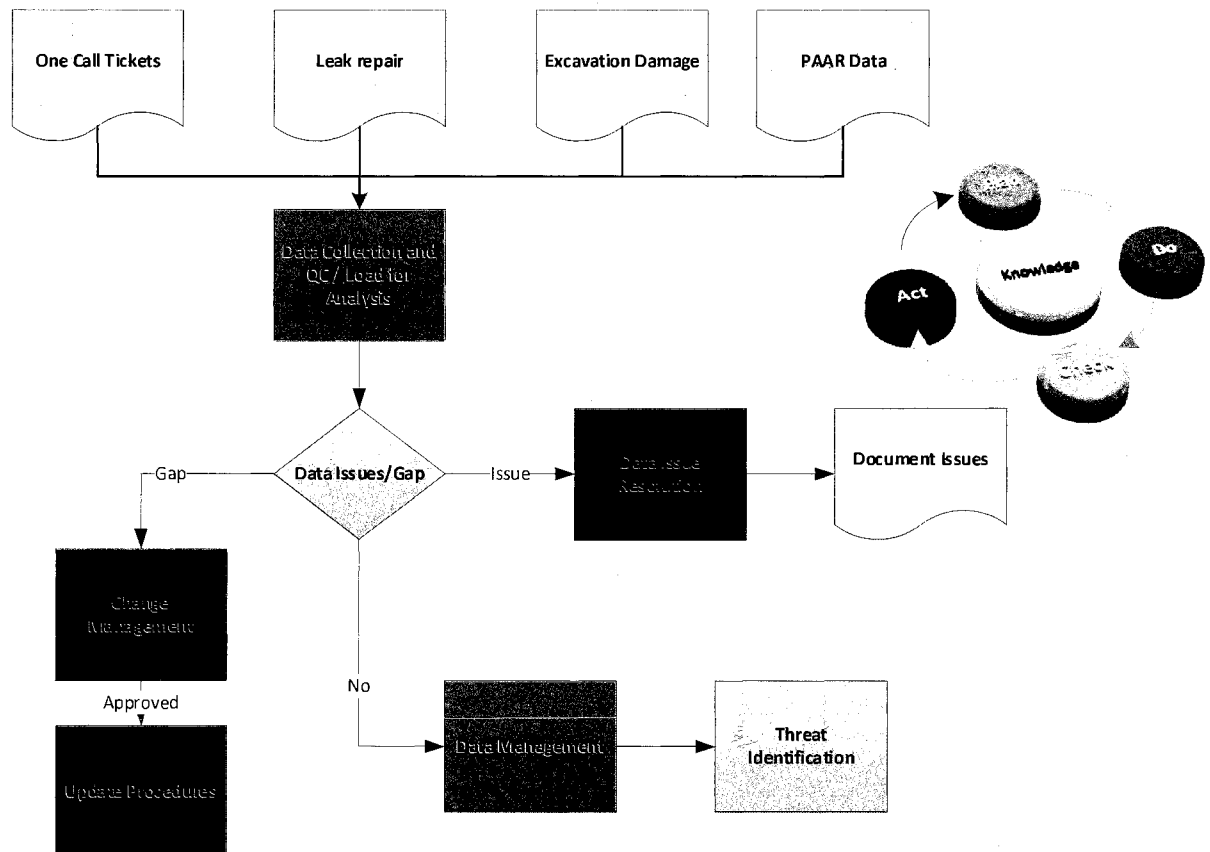 One Call Tickets
Leak repair
Excavation Damage
PAAR Data
Plan
Do
Knowledge
Act
Check
Data Collection and
QC / Load for
Analysis
Gap
Data Issues/Gap
Issue
Data Issue
Resolution
Document Issues
Change
Management
Approved
No
Update Procedures
Data Management
Threat
Identification